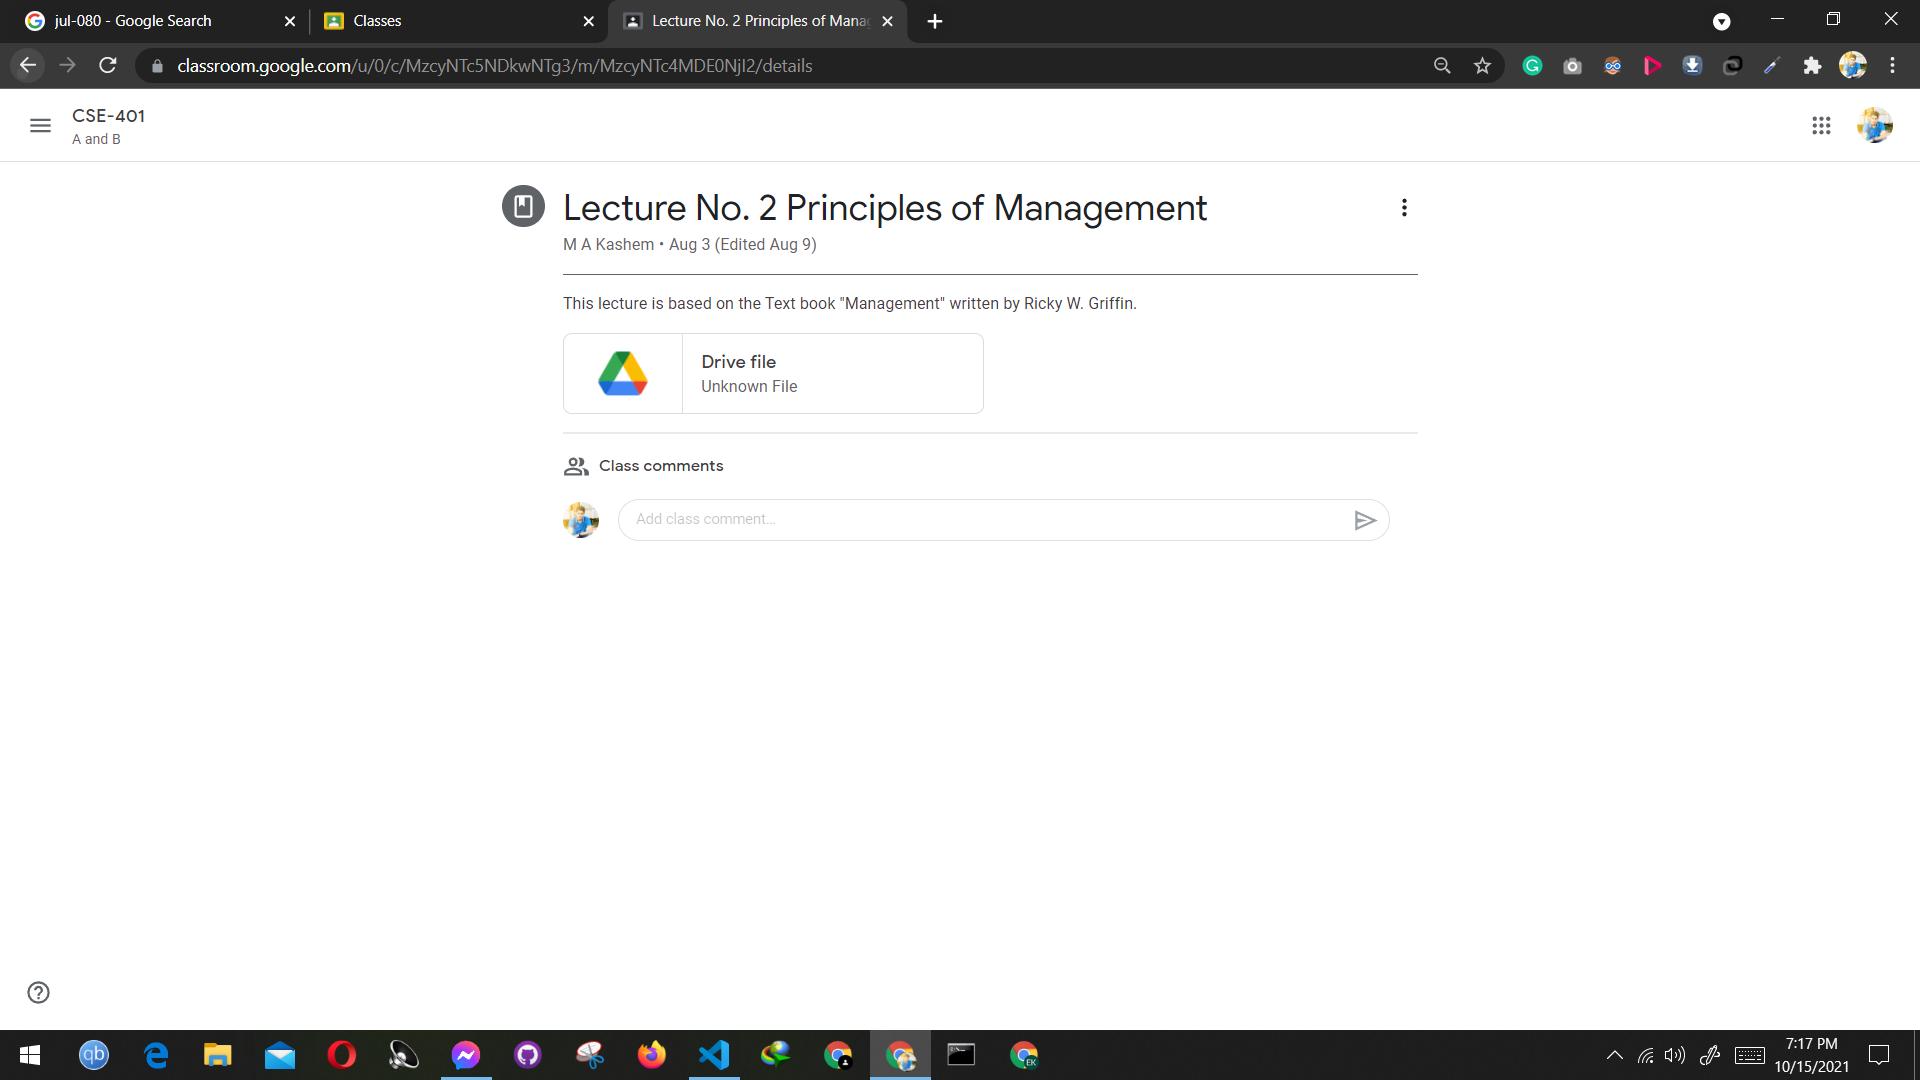 jul-080 - Google Search
Classes
Lecture No. 2 Principles of Mana
classroom.google.com/u/0/c/MzcyNTc5NDkwNTg3/m/MzcyNTc4MDE0NjI2/details
CSE-401
A and B
Lecture No. 2 Principles of Management
M A Kashem • Aug 3 (Edited Aug 9)
This lecture is based on the Text book "Management" written by Ricky W. Griffin.
Drive file
Unknown File
Class comments
Add class comment...
qb
EK
7:17 PM
10/15/2021